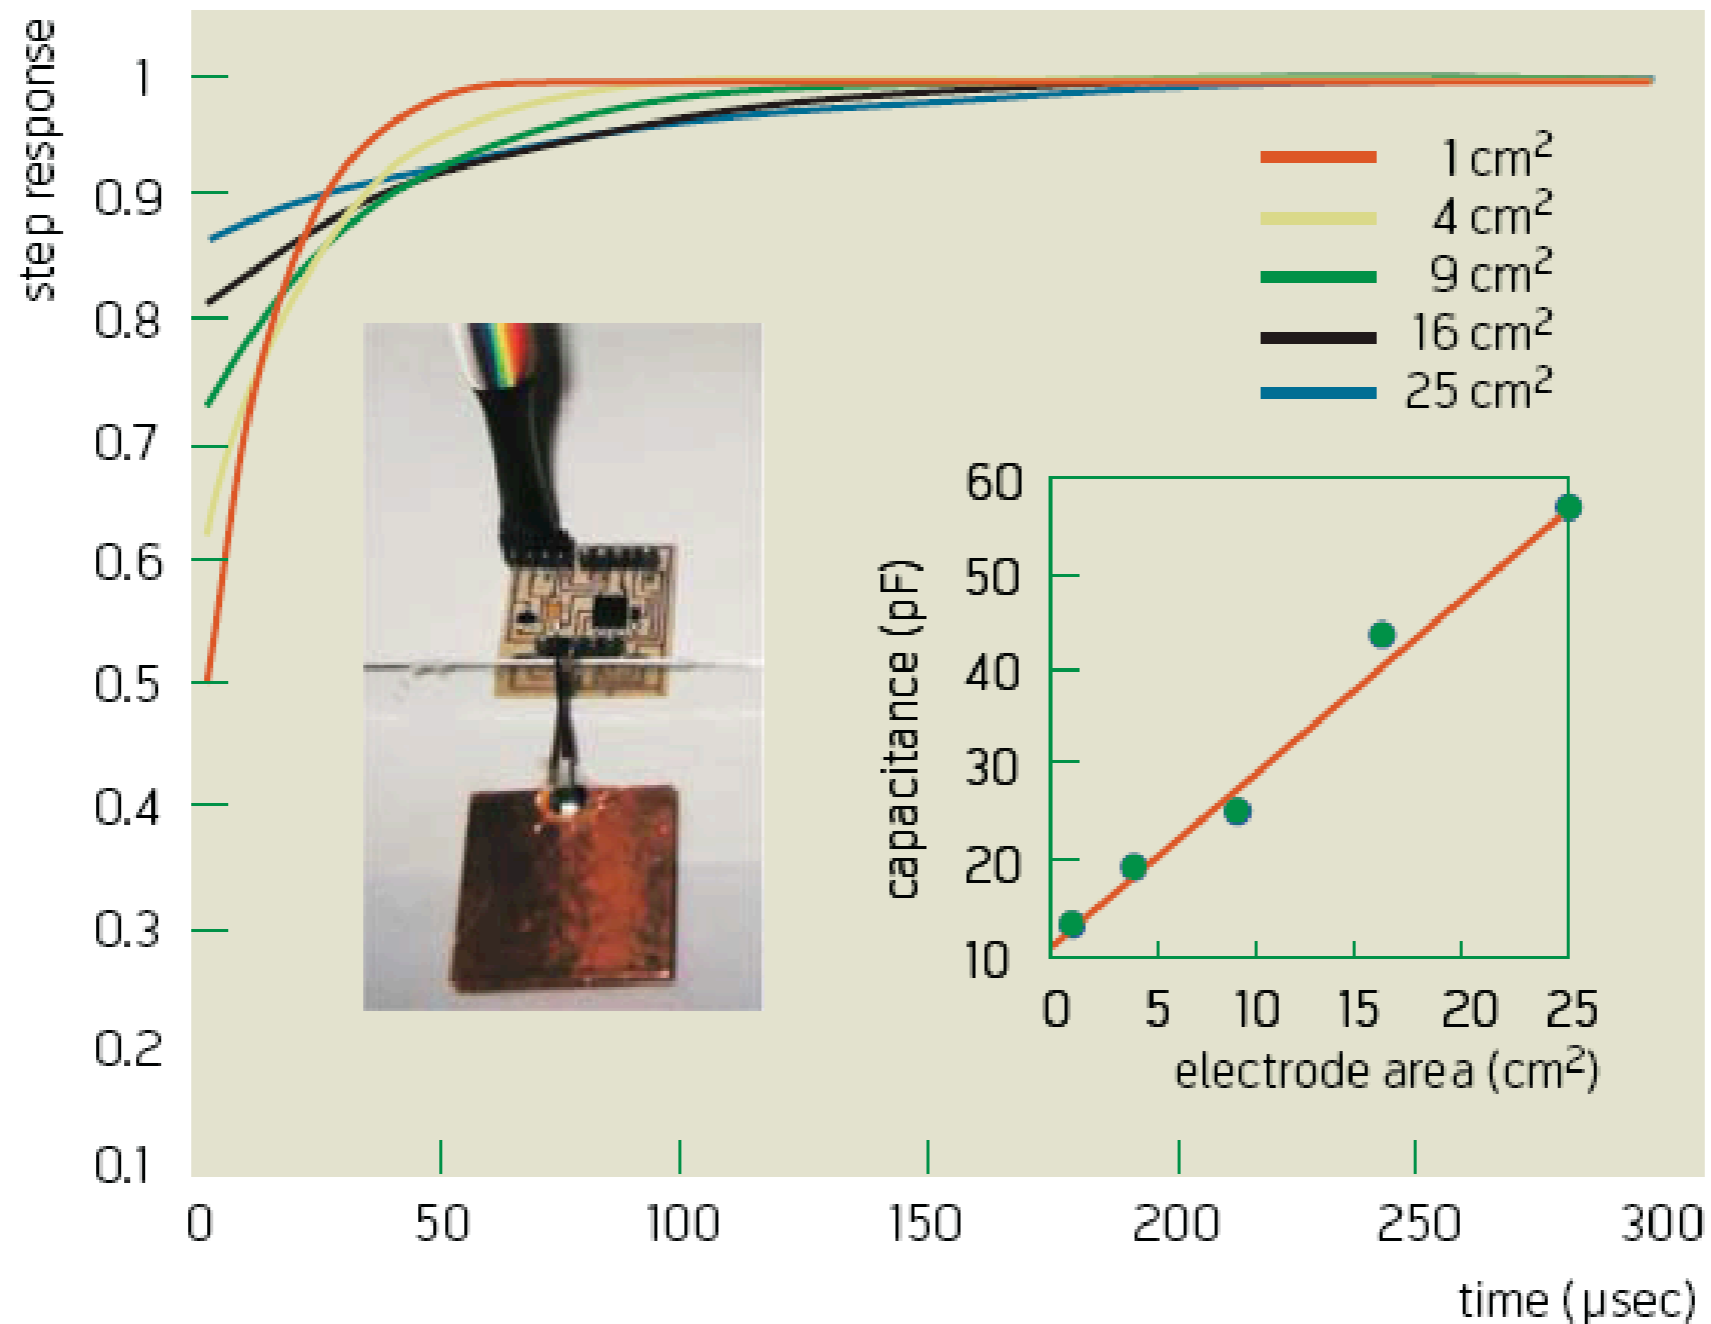 step response
1
0.9
0.8
0.7
0.6
0.5
0.4
0.3
0.2
0.1
0 50 100 150 200 250 300
time (µsec)
1 cm²
4 cm²
9 cm²
16 cm²
25 cm²
capacitance (pF)
60
50
40
30
20
10
0 5 10 15 20 25
electrode area (cm²)